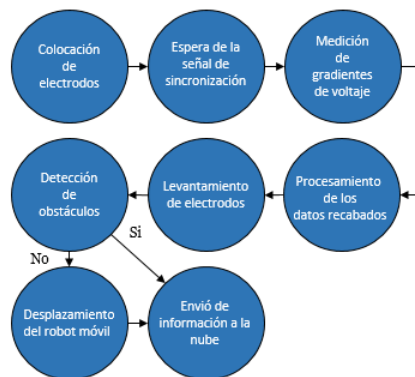 Colocación
de
electrodos
Espera de la
señal de
sincronización
Medición
de
gradientes
de voltaje
Detección
de
obstáculos
Levantamiento
de electrodos
Procesamiento
de los
datos recabados
Si
No
Desplazamiento
del robot móvil
Envió de
información a la
nube